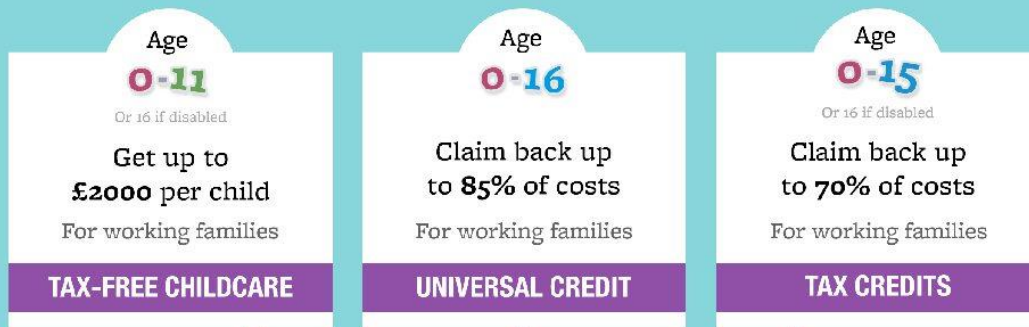 Age
0-11
Or 16 if disabled
Get up to
£2000 per child
For working families
TAX-FREE CHILDCARE
Age
0-16
Claim back up
to 85% of costs
For working families
UNIVERSAL CREDIT
Age
0-15
Or 16 if disabled
Claim back up
to 70% of costs
For working families
TAX CREDITS